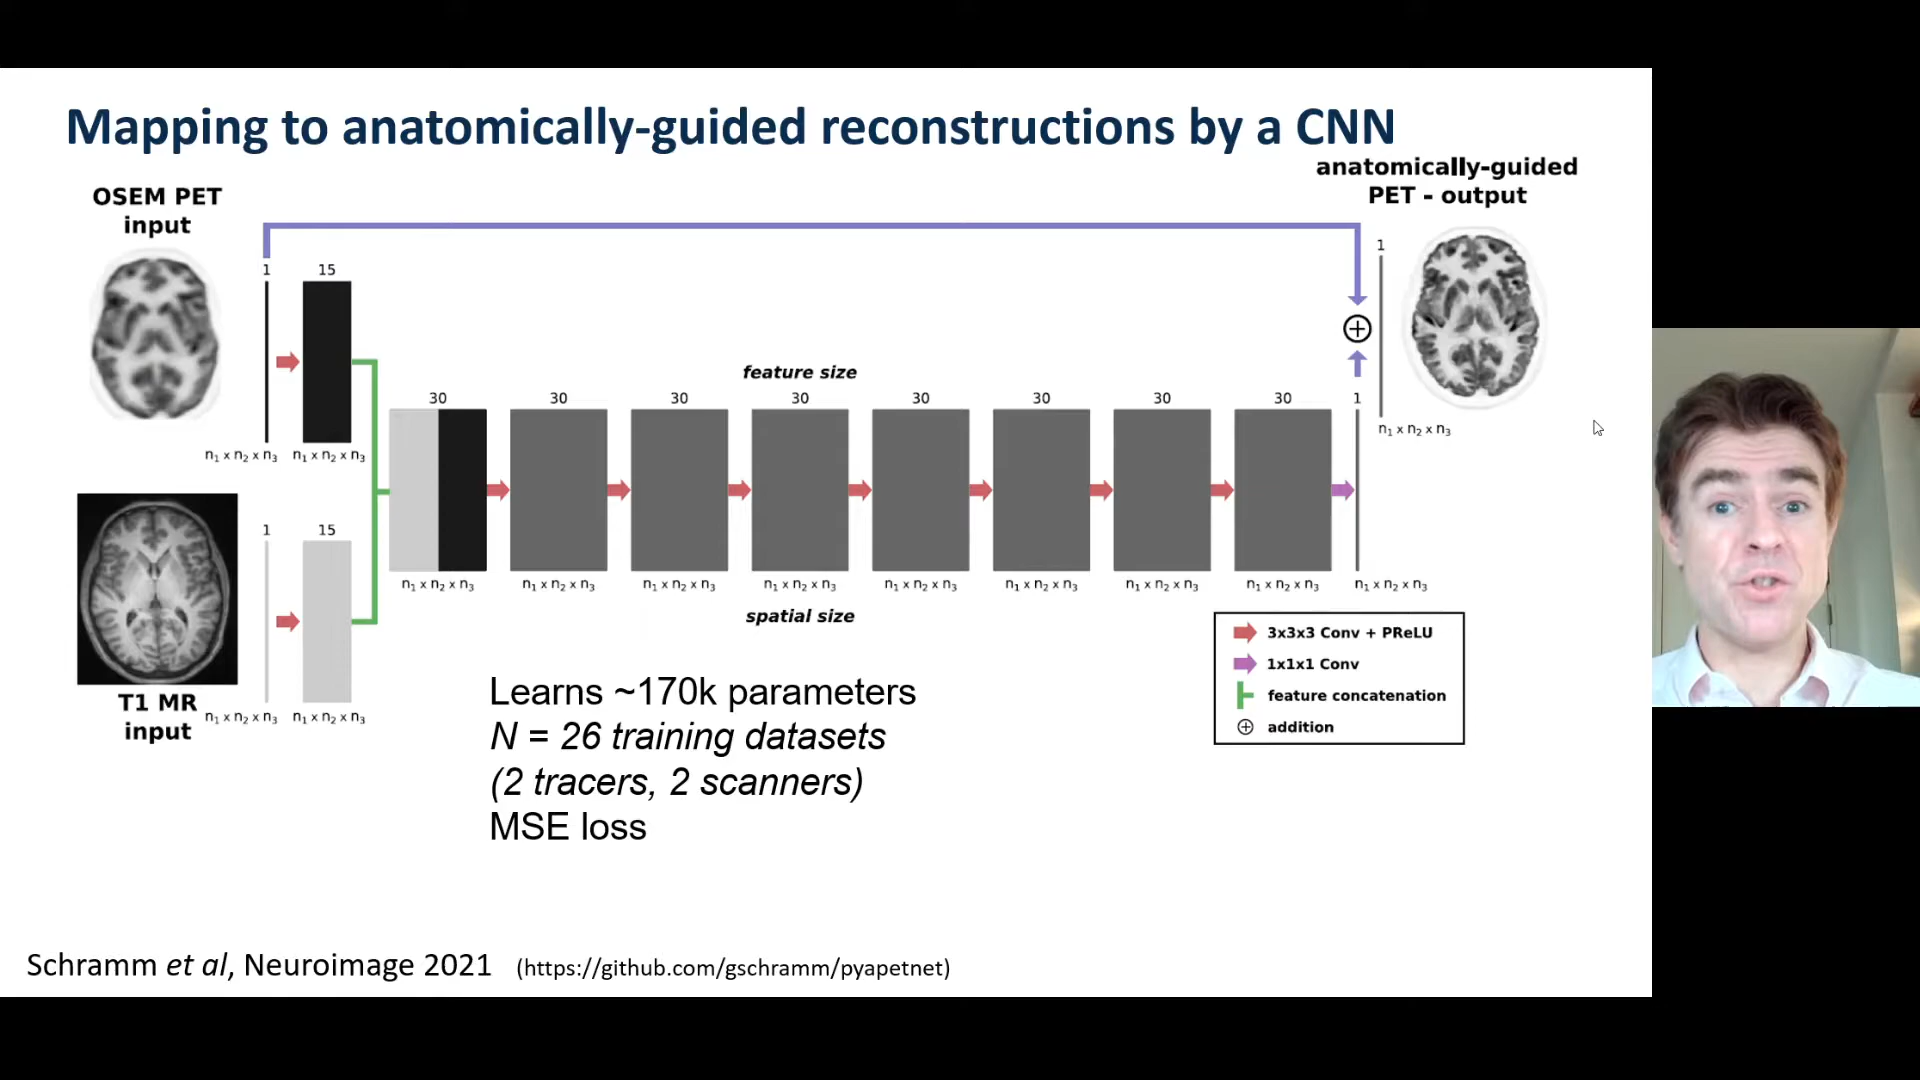 Mapping to anatomically-guided reconstructions by a CNN
anatomically-guided
PET - output
OSEM PET
input
1
15
1
n₁ x n₂ x n₃
n₁ x n₂ x n₃
n₁ x n₂ x n₃
feature size
30
30
30
30
30
30
30
30
1
n₁ x n₂ x n₃
n₁ x n₂ x n₃
n₁ x n₂ x n₃
n₁ x n₂ x n₃
n₁ x n₂ x n₃
n₁ x n₂ x n₃
n₁ x n₂ x n₃
n₁ x n₂ x n₃
n₁ x n₂ x n₃
spatial size
1
15
T1 MR
input
n₁ x n₂ x n₃
n₁ x n₂ x n₃
3x3x3 Conv + PReLU
1x1x1 Conv
feature concatenation
addition
Learns ~170k parameters
N = 26 training datasets
(2 tracers, 2 scanners)
MSE loss
Schramm et al, Neuroimage 2021 (https://github.com/gschramm/pyapetnet)